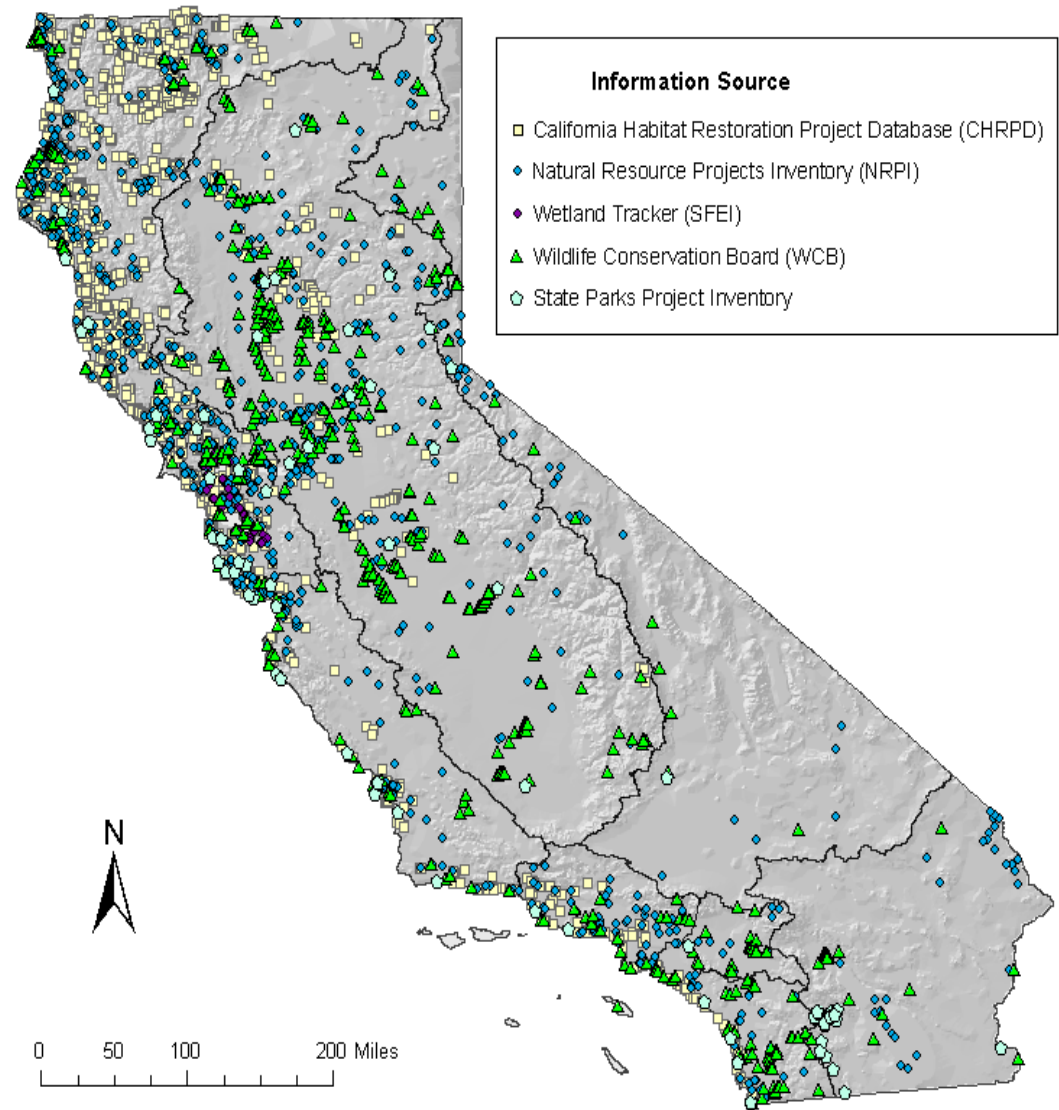 Information Source
California Habitat Restoration Project Database (CHRPD)
Natural Resource Projects Inventory (NRPI)
Wetland Tracker (SFEI)
Wildlife Conservation Board (WCB)
State Parks Project Inventory
N
0 50 100 200 Miles